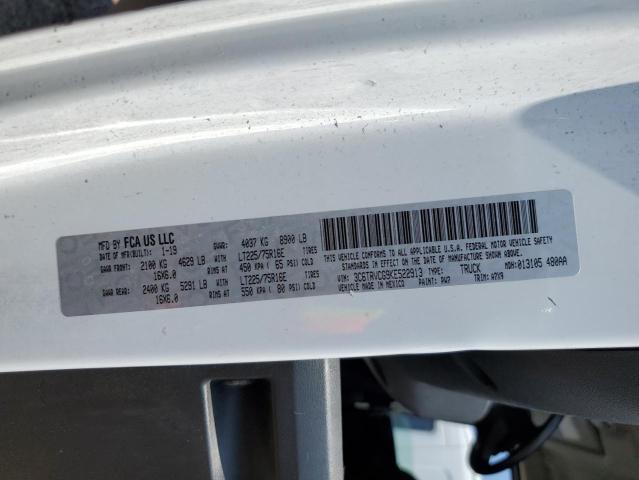 MFD BY FCA US LLC
DATE OF MFR(BUILT): 1-19 GVWR: 4037 KG 8900 LB
GAWR FRONT: 2100 KG 4629 LB WITH LT225/75R16E TIRES
16X6.0 RIMS AT 450 KPA ( 65 PSI) COLD
GAWR REAR: 2400 KG 5291 LB WITH LT225/75R16E TIRES
16X6.0 RIMS AT 550 KPA ( 80 PSI) COLD
THIS VEHICLE CONFORMS TO ALL APPLICABLE U.S.A. FEDERAL MOTOR VEHICLE SAFETY
STANDARDS IN EFFECT ON THE DATE OF MANUFACTURE SHOWN ABOVE.
VIN: 3C6TRVCG9KE522913 TYPE: TRUCK MDH: 013105 480AA
VEHICLE MADE IN MEXICO PAINT: PW2 TRIM: